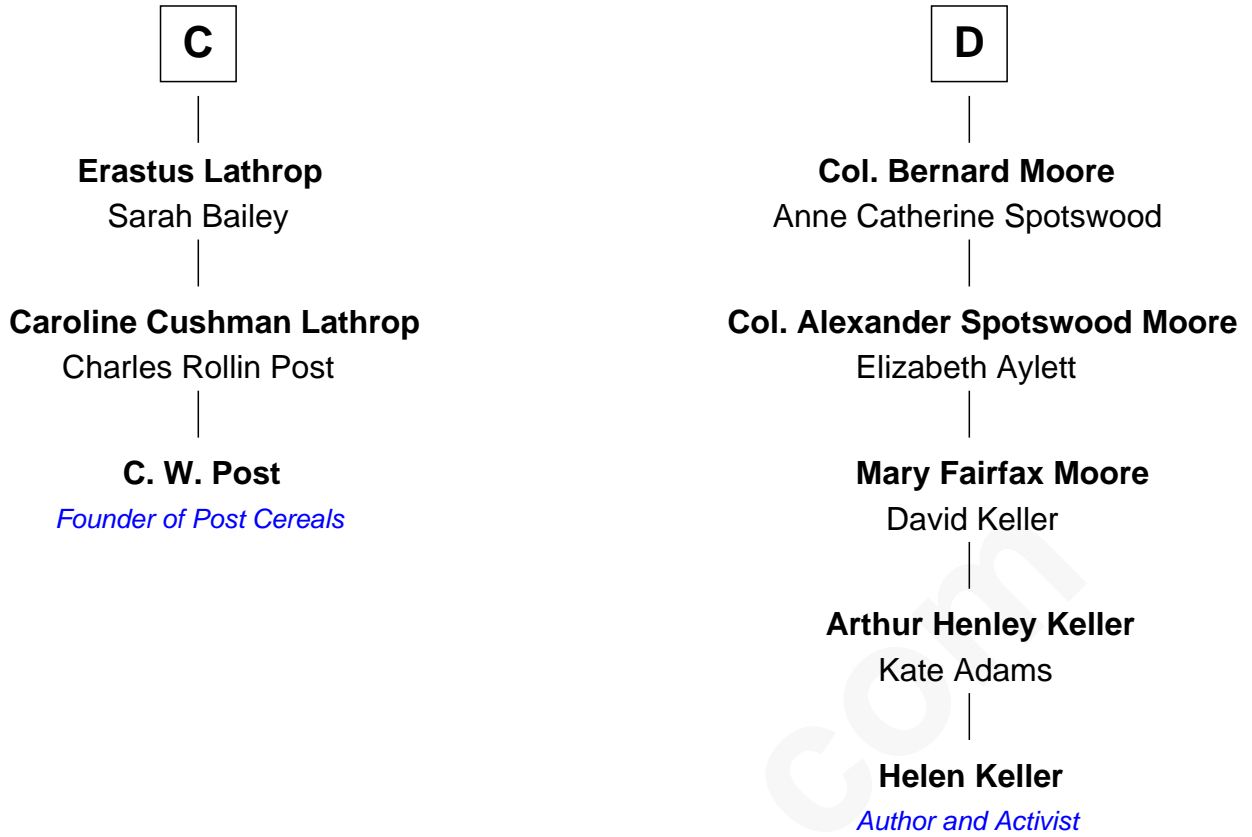 C
Erastus Lathrop
Sarah Bailey
Caroline Cushman Lathrop
Charles Rollin Post
C. W. Post
Founder of Post Cereals
D
Col. Bernard Moore
Anne Catherine Spotswood
Col. Alexander Spotswood Moore
Elizabeth Aylett
Mary Fairfax Moore
David Keller
Arthur Henley Keller
Kate Adams
Helen Keller
Author and Activist
com